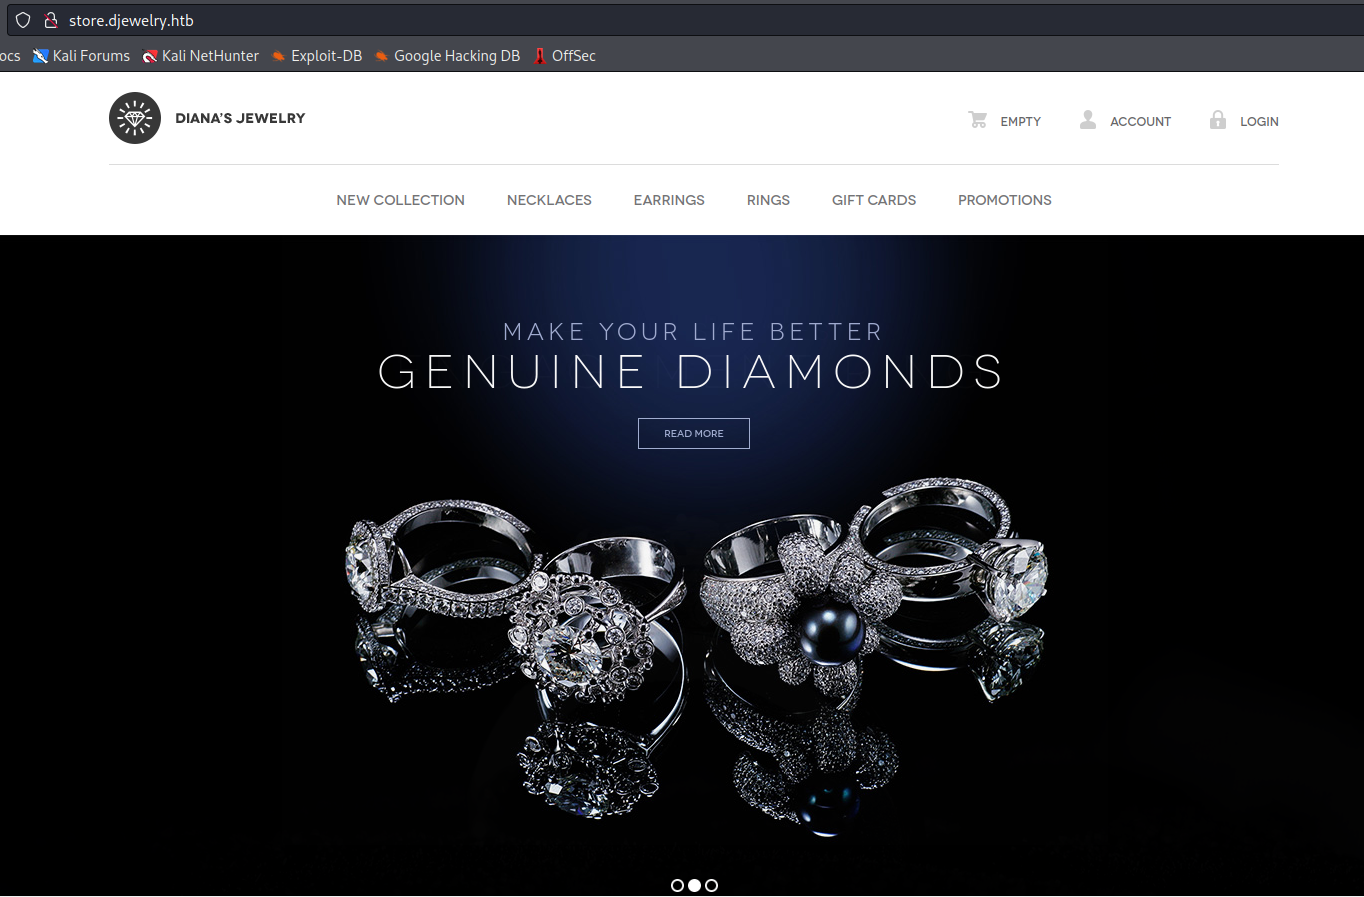 store.djewelry.htb
ocs Kali Forums Kali NetHunter Exploit-DB Google Hacking DB OffSec
DIANA'S JEWELRY EMPTY ACCOUNT LOGIN
NEW COLLECTION NECKLACES EARRINGS RINGS GIFT CARDS PROMOTIONS
MAKE YOUR LIFE BETTER
GENUINE DIAMONDS
READ MORE